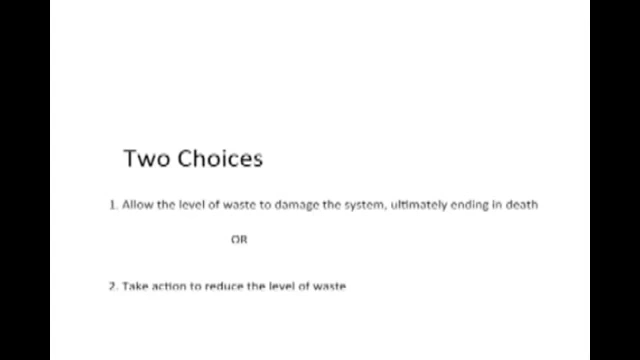 Two Choices
1. Allow the level of waste to damage the system, ultimately ending in death
OR
2. Take action to reduce the level of waste